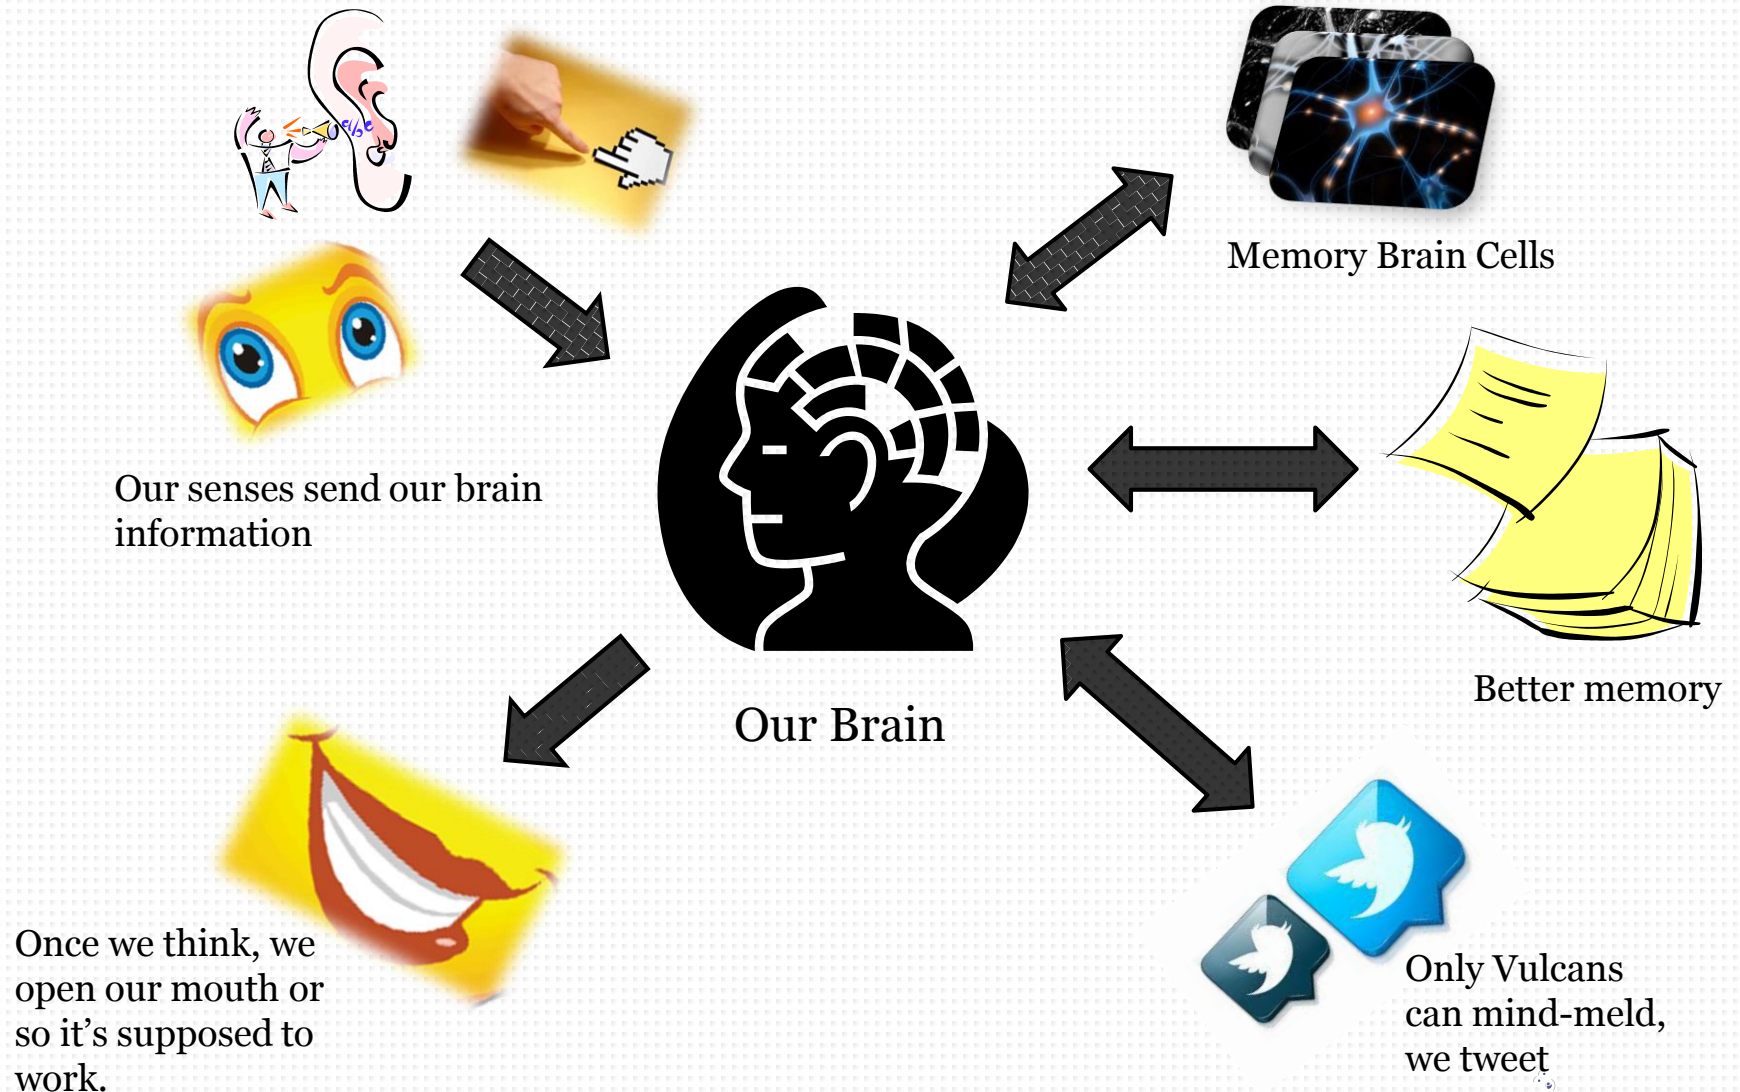 Memory Brain Cells
Our senses send our brain
information
Better memory
Our Brain
Once we think, we
open our mouth or
so it’s supposed to
work.
Only Vulcans
can mind-meld,
we tweet